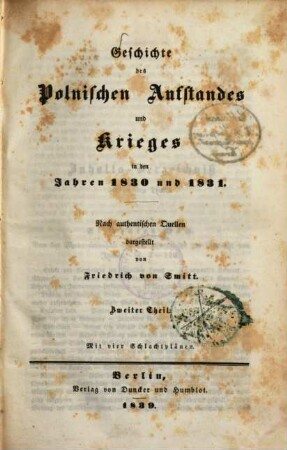 Geschichte
des
Polnischen Aufstandes
und
Krieges
in den
Jahren 1830 und 1831.
Nach authentischen Quellen
dargestellt
von
Friedrich von Smitt.
Zweiter Theil.
Mit vier Schlachtplänen.
Berlin,
Verlag von Duncker und Humblot.
1839.